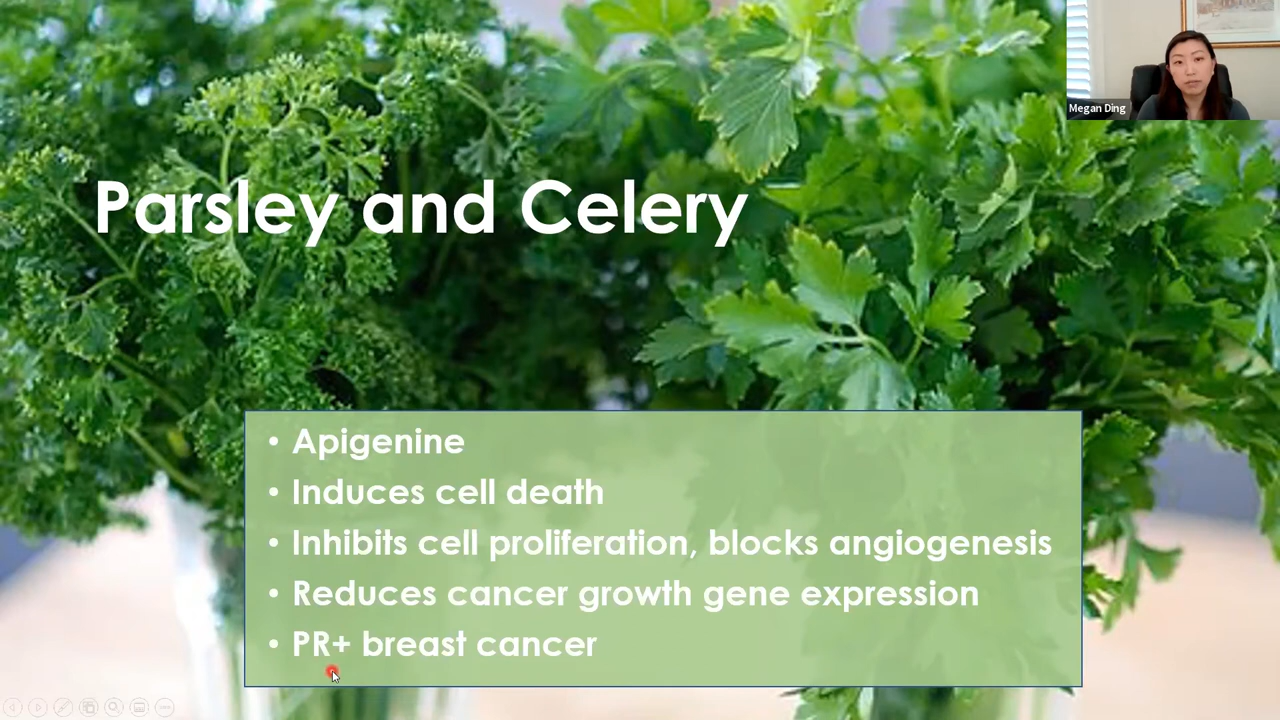 Megan Ding
Parsley and Celery
• Apigenine
• Induces cell death
• Inhibits cell proliferation, blocks angiogenesis
• Reduces cancer growth gene expression
• PR+ breast cancer